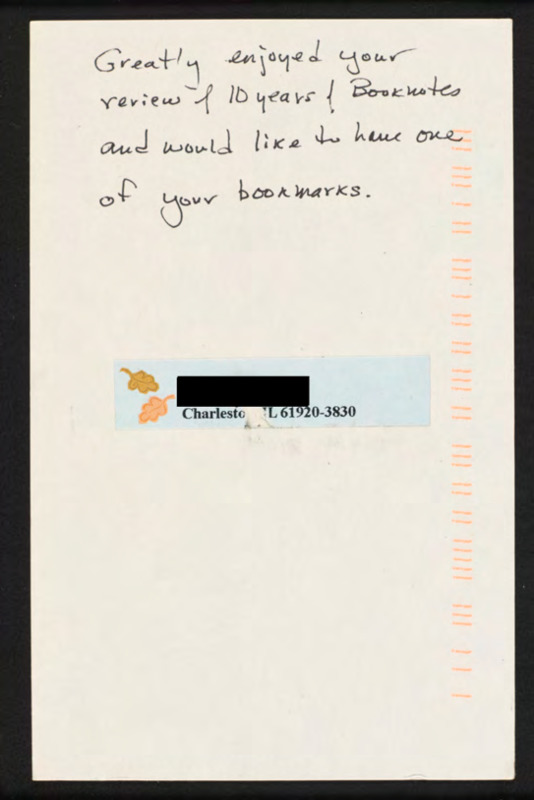 Greatly enjoyed your
review of 10 years of Booknotes
and would like to have one
of your bookmarks.
Charlesto IL 61920-3830